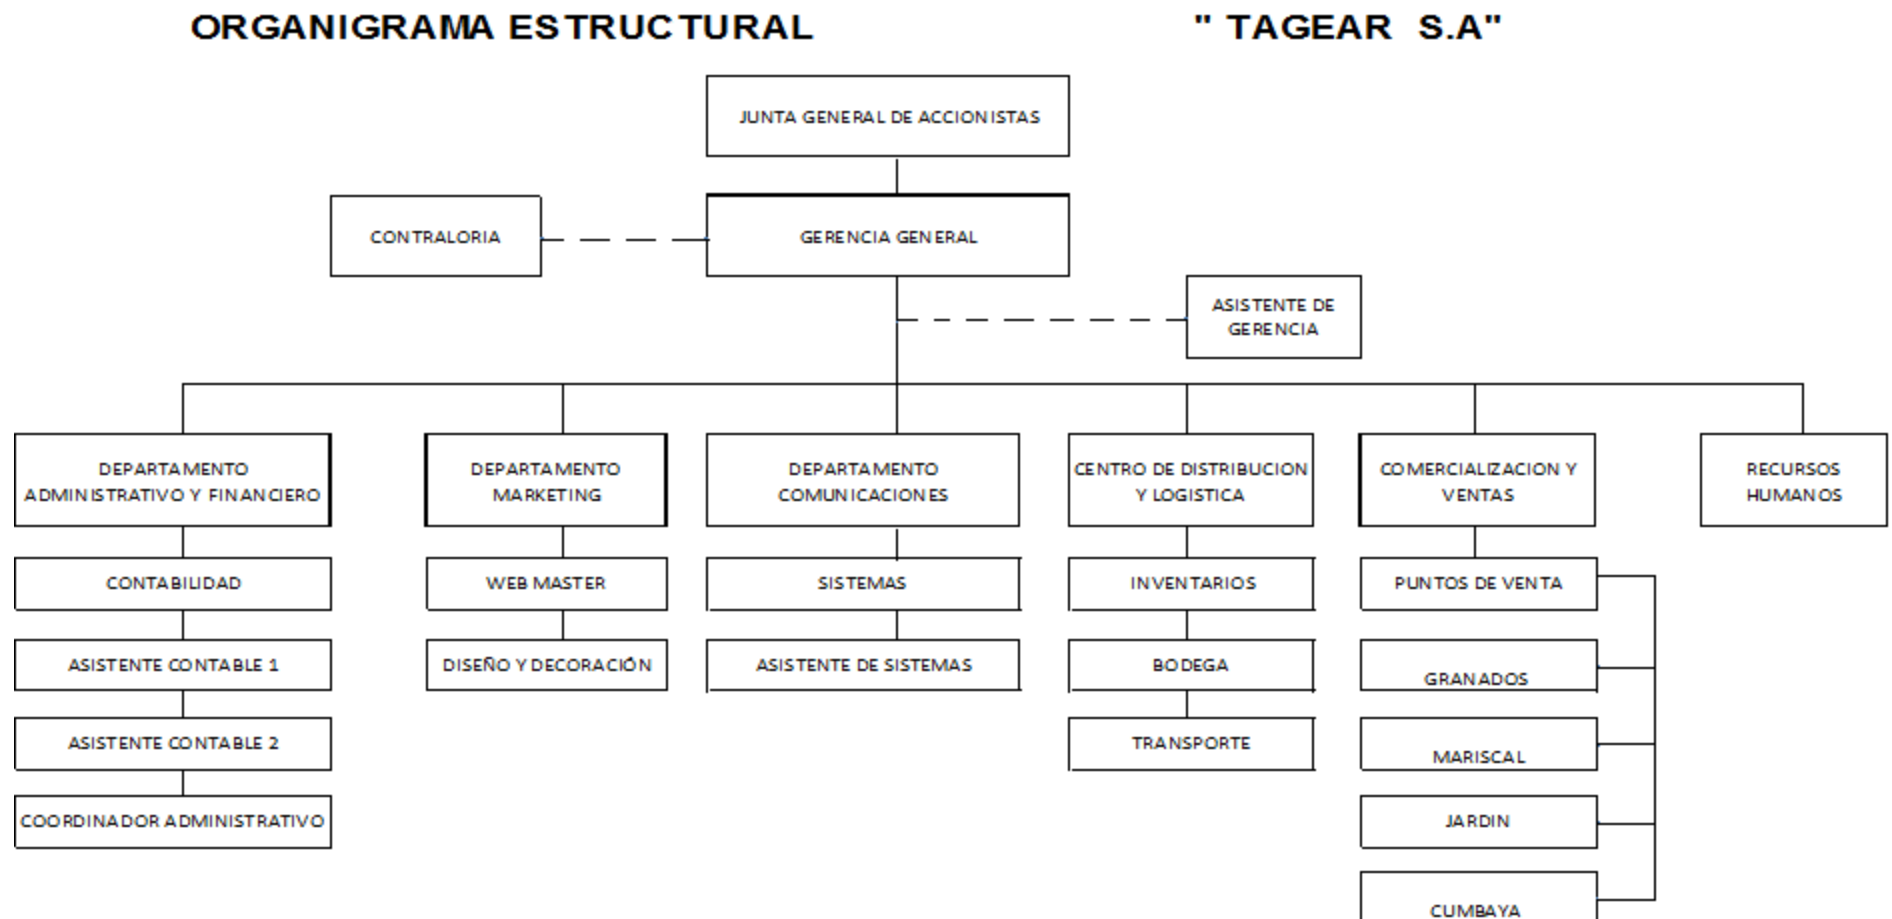 ORGANIGRAMA ESTRUCTURAL " TAGEAR S.A"
JUNTA GENERAL DE ACCIONISTAS
CONTRALORIA
GERENCIA GENERAL
ASISTENTE DE
GERENCIA
DEPARTAMENTO
ADMINISTRATIVO Y FINANCIERO
DEPARTAMENTO
MARKETING
DEPARTAMENTO
COMUNICACIONES
CENTRO DE DISTRIBUCION
Y LOGISTICA
COMERCIALIZACION Y
VENTAS
RECURSOS
HUMANOS
CONTABILIDAD
WEB MASTER
SISTEMAS
INVENTARIOS
PUNTOS DE VENTA
ASISTENTE CONTABLE 1
DISEÑO Y DECORACIÓN
ASISTENTE DE SISTEMAS
BODEGA
GRANADOS
ASISTENTE CONTABLE 2
TRANSPORTE
MARISCAL
COORDINADOR ADMINISTRATIVO
JARDIN
CUMBAYA